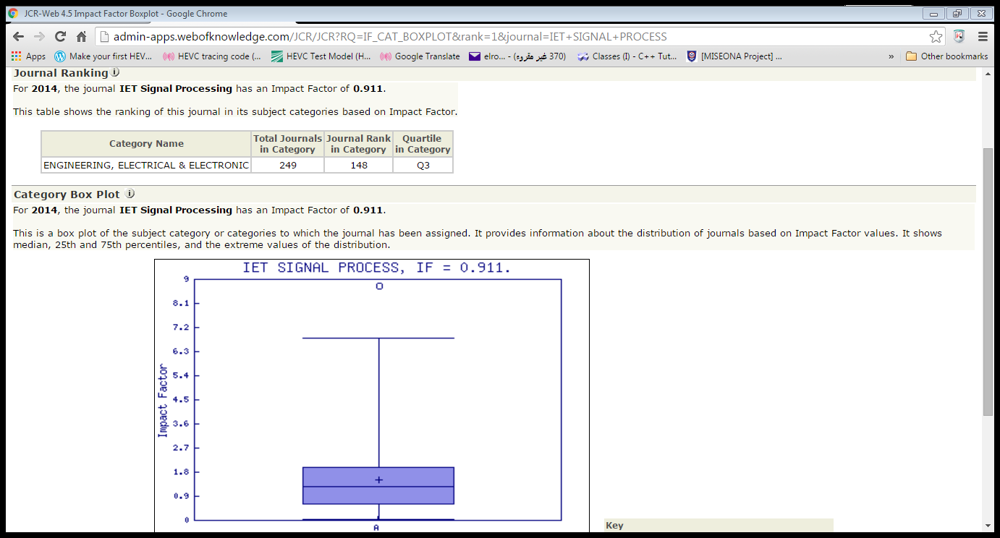 JCR-Web 4.5 Impact Factor Boxplot - Google Chrome
admin-apps.webofknowledge.com/JCR/JCR?RQ=IF_CAT_BOXPLOT&rank=1&journal=IET+SIGNAL+PROCESS
Apps Make your first HEV... HEVC tracing code (... HEVC Test Model (H... Google Translate elro... - (370 غير مقروء) Classes (I) - C++ Tut... [MISEONA Project] ... » Other bookmarks
Journal Ranking
For 2014, the journal IET Signal Processing has an Impact Factor of 0.911.
This table shows the ranking of this journal in its subject categories based on Impact Factor.
Category Name Total Journals in Category Journal Rank in Category Quartile in Category
ENGINEERING, ELECTRICAL & ELECTRONIC 249 148 Q3
Category Box Plot
For 2014, the journal IET Signal Processing has an Impact Factor of 0.911.
This is a box plot of the subject category or categories to which the journal has been assigned. It provides information about the distribution of journals based on Impact Factor values. It shows
median, 25th and 75th percentiles, and the extreme values of the distribution.
IET SIGNAL PROCESS, IF = 0.911.
9
8.1
7.2
6.3
5.4
4.5
3.6
2.7
1.8
0.9
0
Impact Factor
A
Key